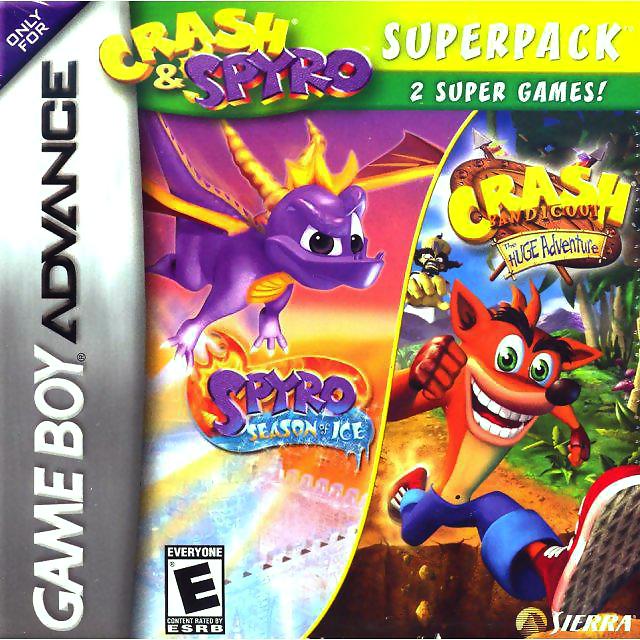 ONLY
FOR
GAME BOY ADVANCE
CRASH
& SPYRO
SUPERPACK™
2 SUPER GAMES!
CRASH
BANDICOOT
The
HUGE Adventure
SPYRO
SEASON OF ICE
EVERYONE
E
CONTENT RATED BY
ESRB
SIERRA